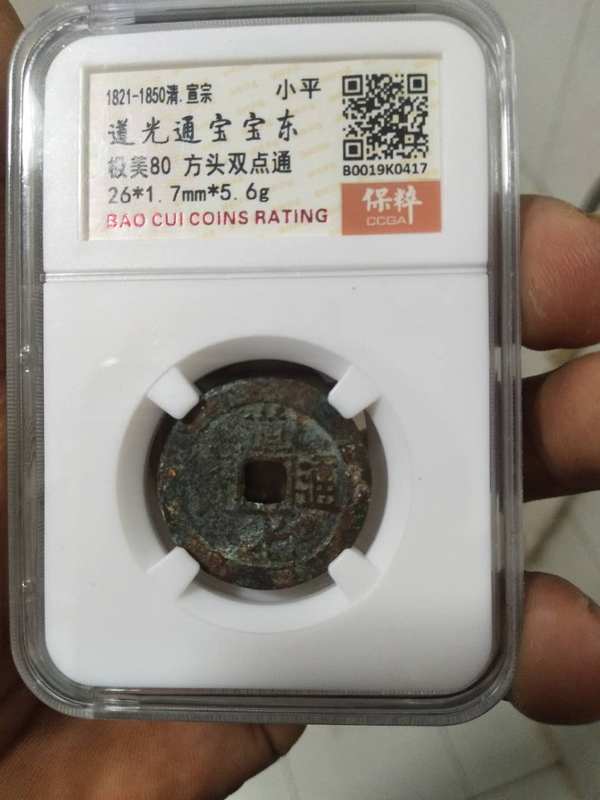 1821-1850清.宣宗 小平
道光通宝宝东
极美80 方头双点通
26*1.7mm*5.6g
BAO CUI COINS RATING
B0019K0417
保粹
CCGA
道
通